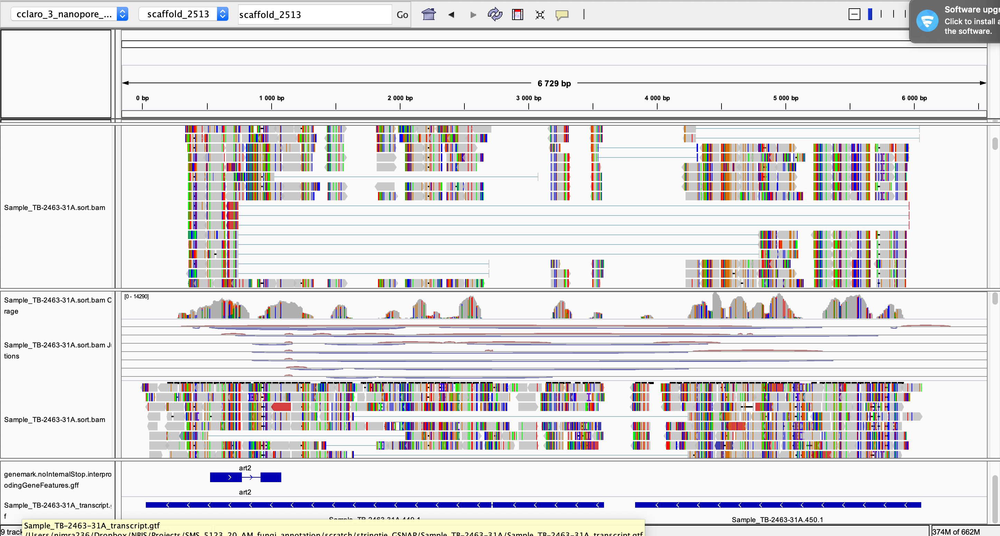 cclaro_3_nanopore_... scaffold_2513 scaffold_2513 Go
Software upgr
Click to install a
the software.
6 729 bp
0 bp 1 000 bp 2 000 bp 3 000 bp 4 000 bp 5 000 bp 6 000 bp
Sample_TB-2463-31A.sort.bam
Sample_TB-2463-31A.sort.bam C
rage
[0 - 14290]
Sample_TB-2463-31A.sort.bam Ju
tions
Sample_TB-2463-31A.sort.bam
genemark.noInternalStop.interpro
odingGeneFeatures.gff
art2
art2
Sample_TB-2463-31A_transcript.g
f
Sample_TB-2463-31A.449.1
Sample_TB-2463-31A.450.1
Sample_TB-2463-31A_transcript.gtf
/Users/nimra236/Dropbox/NBIS/Projects/SMS_5123_20_AM_fungi_annotation/scratch/stringtie_GSNAP/Sample_TB-2463-31A/Sample_TB-2463-31A_transcript.gtf
9 track
374M of 662M